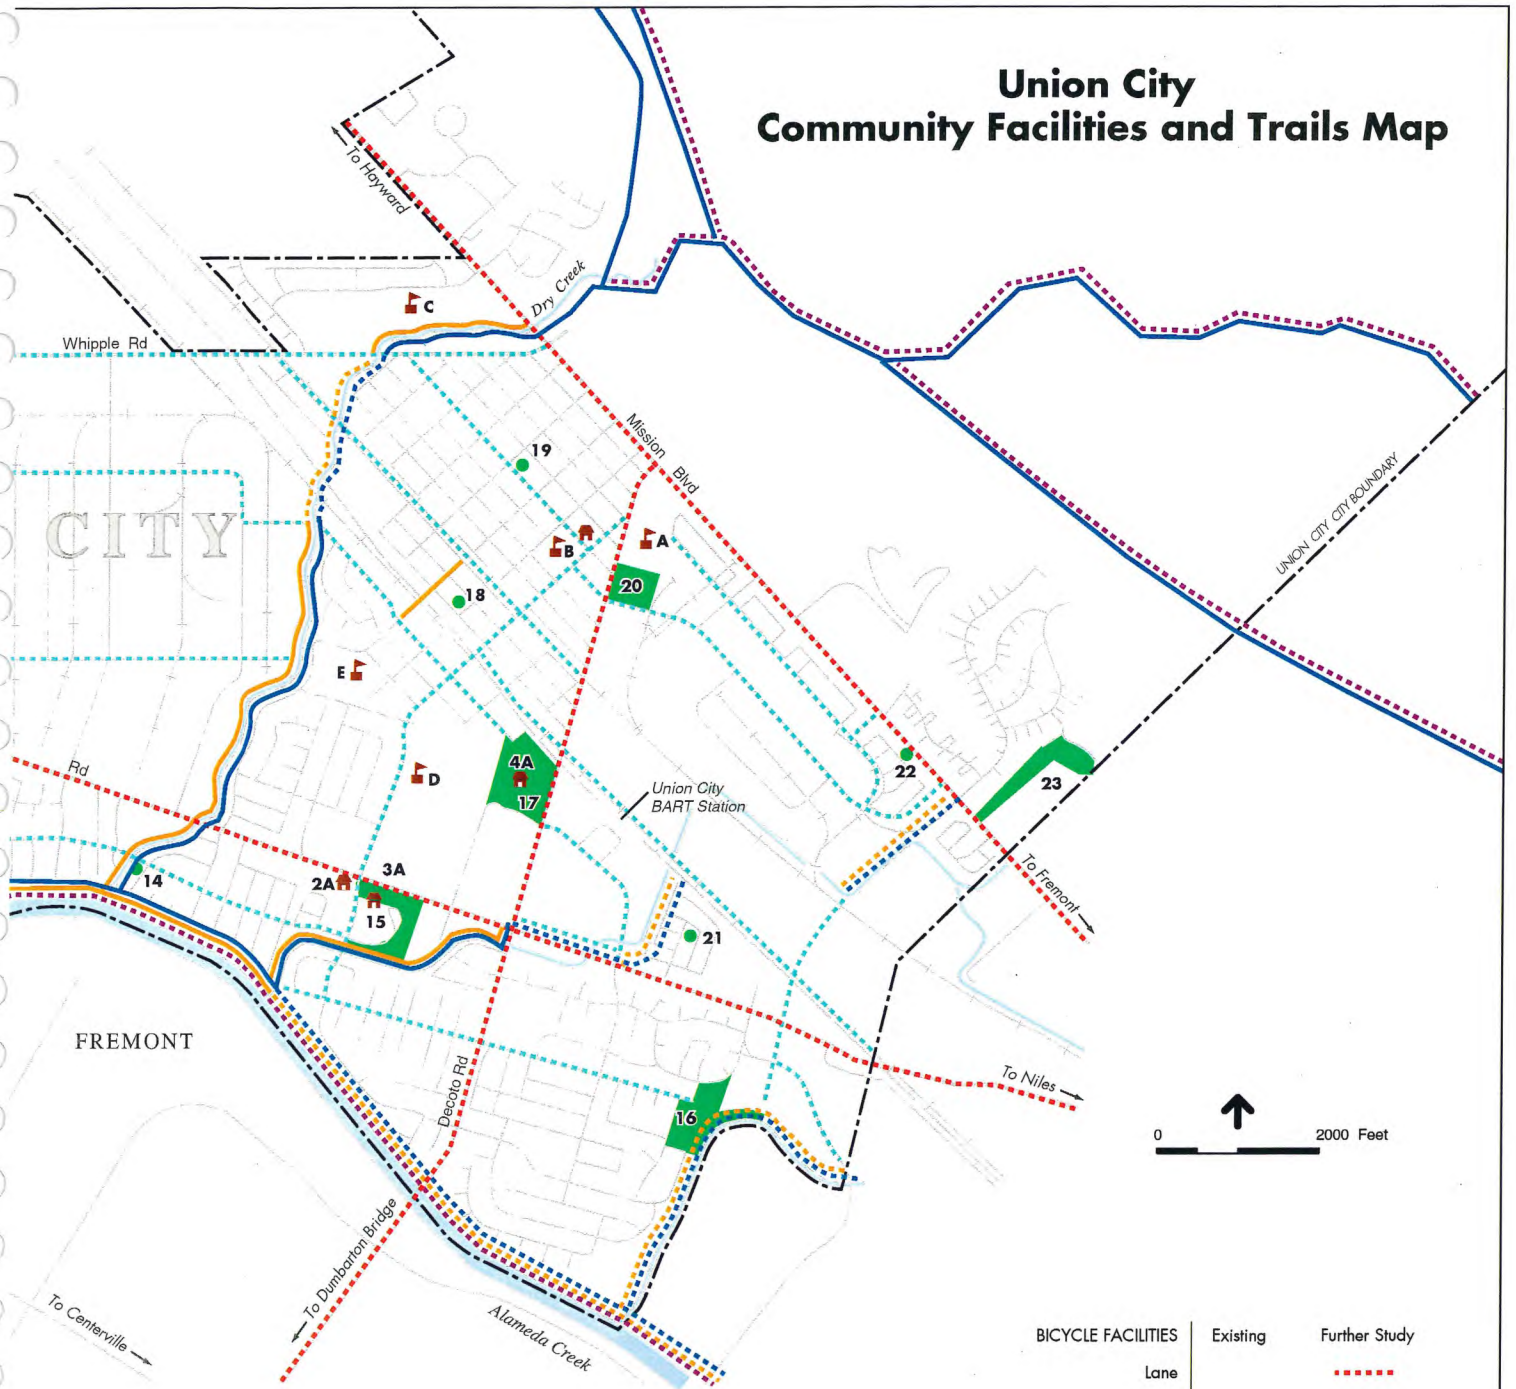 Union City
Community Facilities and Trails Map
To Hayward
Dry Creek
C
Whipple Rd
Mission Blvd
19
CITY
B
A
20
18
UNION CITY CITY BOUNDARY
E
4A
17
D
Rd
Union City
BART Station
22
23
To Fremont
14
2A
3A
15
21
FREMONT
Decoto Rd
16
To Niles
0 2000 Feet
To Dumbarton Bridge
To Centerville
Alameda Creek
BICYCLE FACILITIES Existing Further Study
Lane